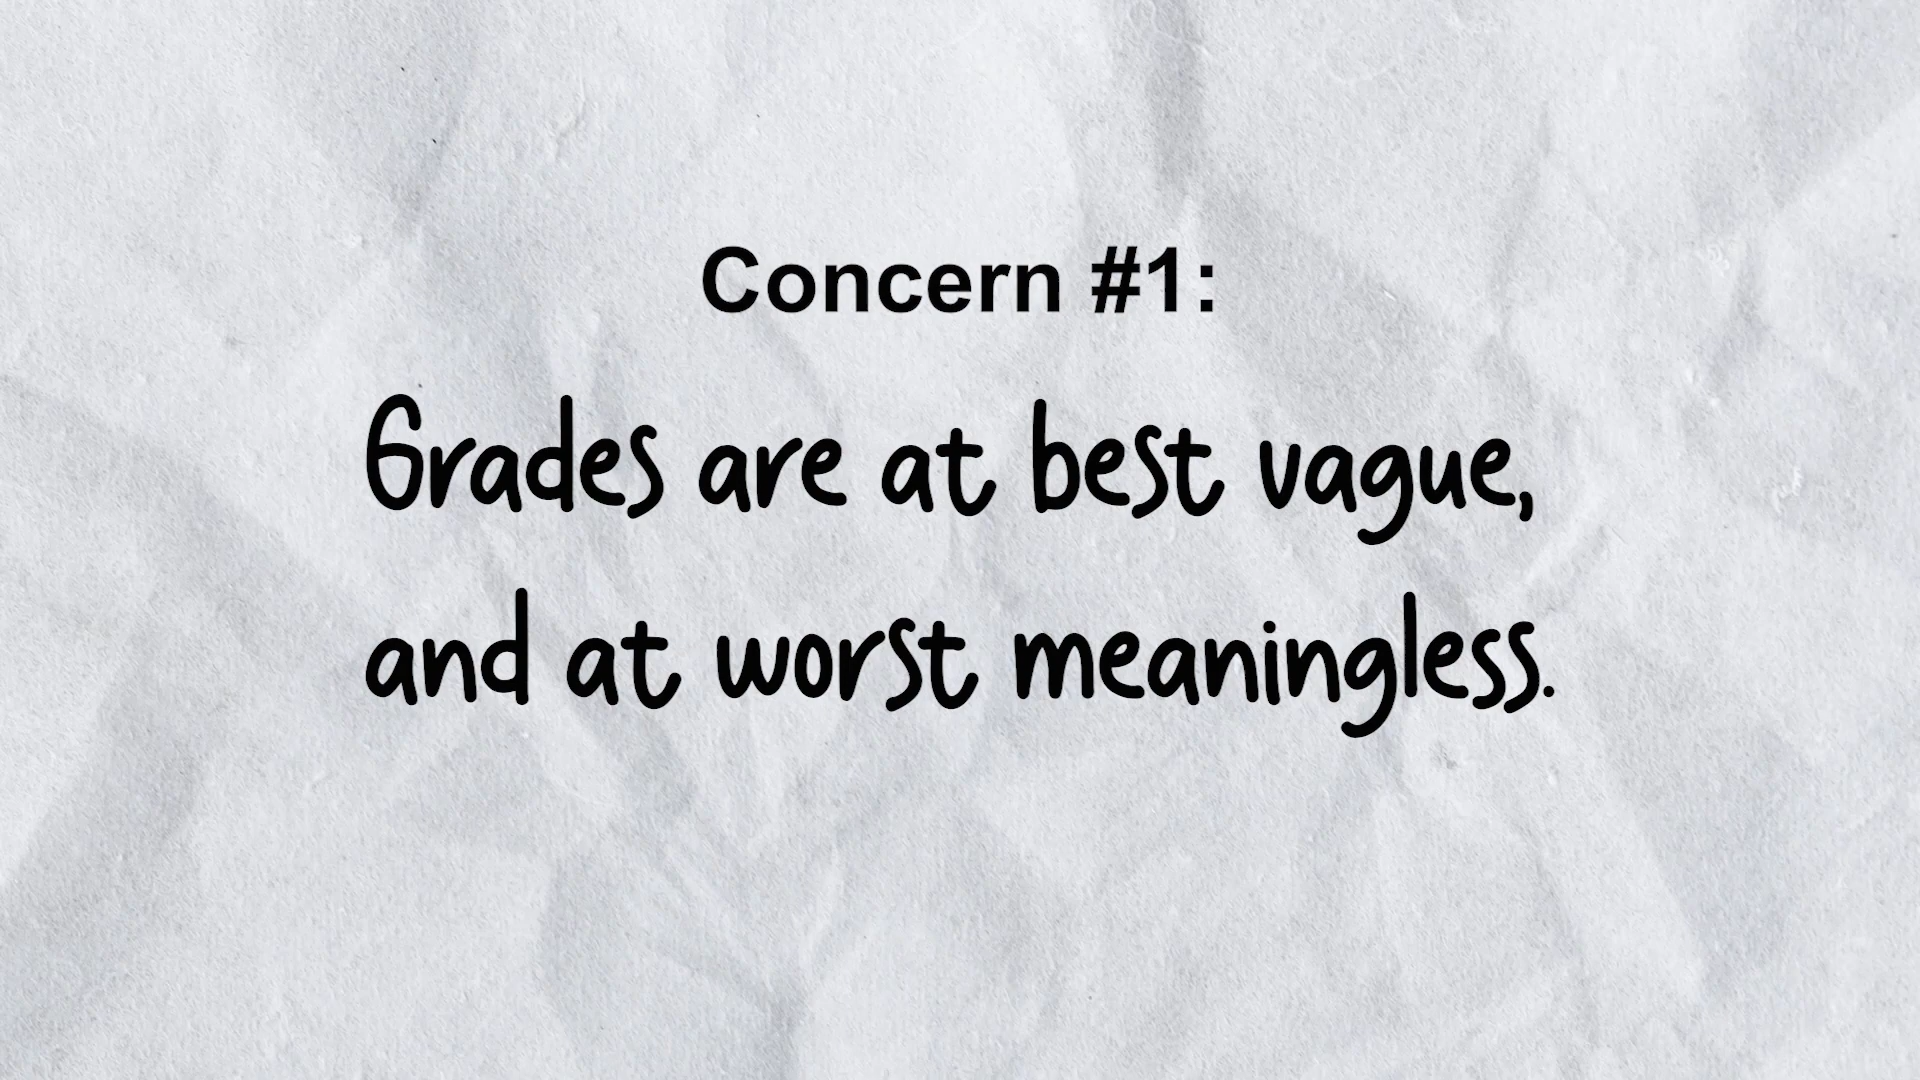 Concern #1:
Grades are at best vague,
and at worst meaningless.